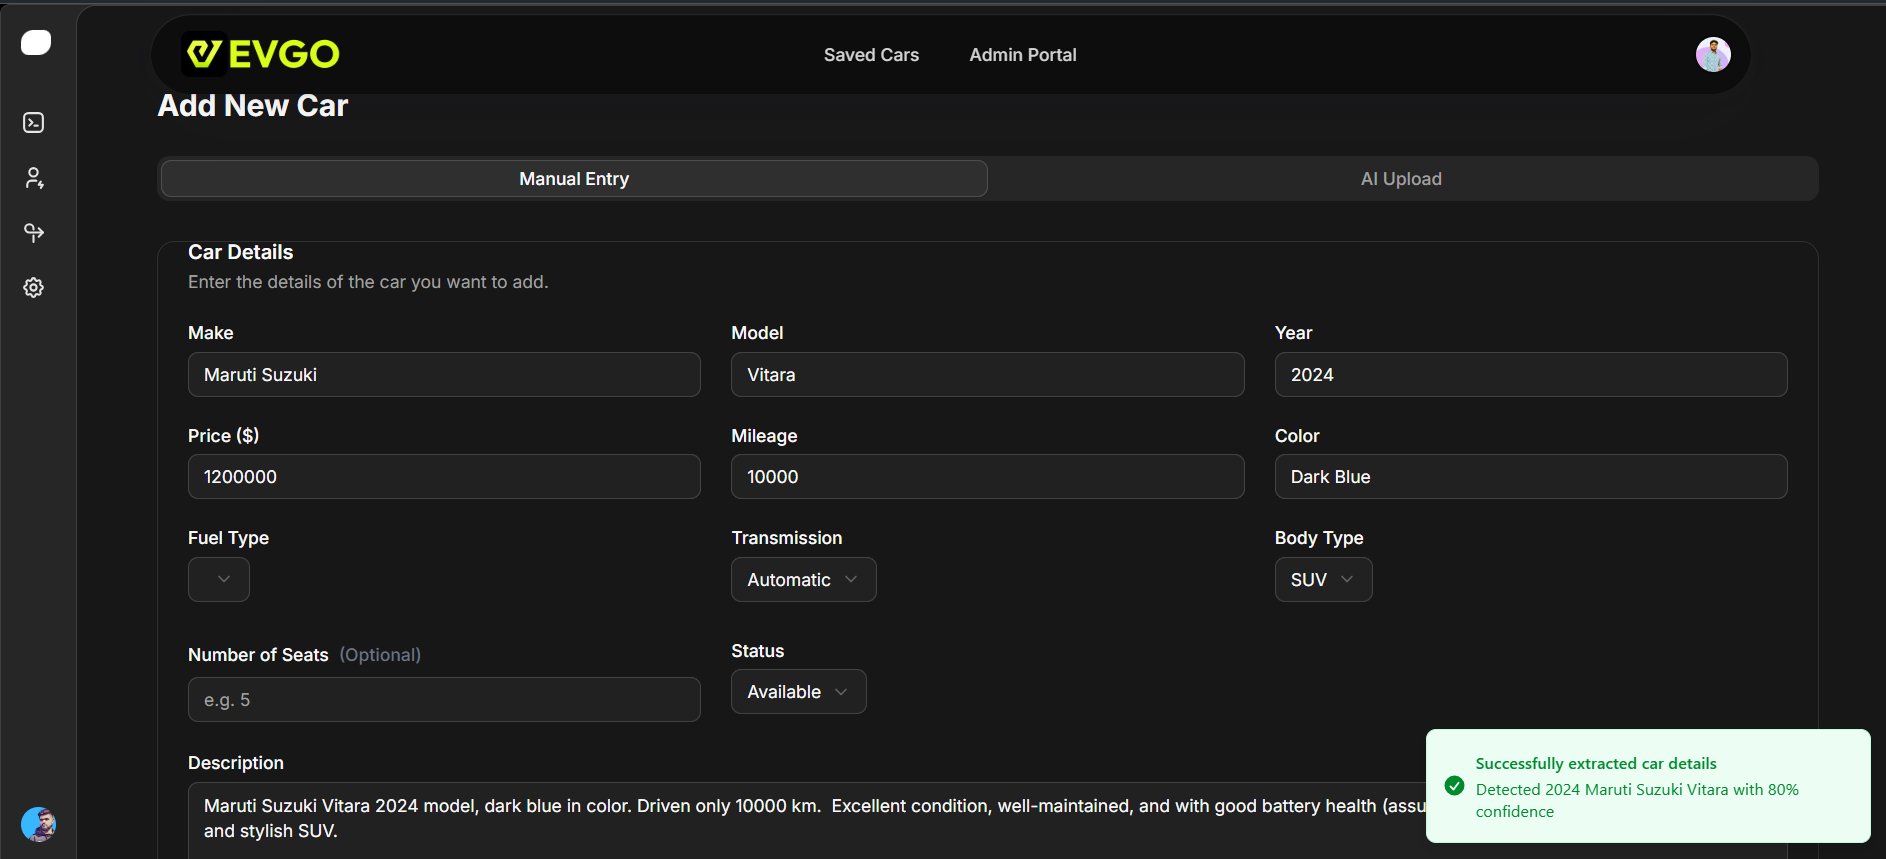 EVGO
Saved Cars
Admin Portal
Add New Car
Manual Entry
AI Upload
Car Details
Enter the details of the car you want to add.
Make
Model
Year
Maruti Suzuki
Vitara
2024
Price ($)
Mileage
Color
1200000
10000
Dark Blue
Fuel Type
Transmission
Body Type
Automatic
SUV
Number of Seats (Optional)
Status
e.g. 5
Available
Description
Maruti Suzuki Vitara 2024 model, dark blue in color. Driven only 10000 km.  Excellent condition, well-maintained, and with good battery health (assu
and stylish SUV.
Successfully extracted car details
Detected 2024 Maruti Suzuki Vitara with 80%
confidence